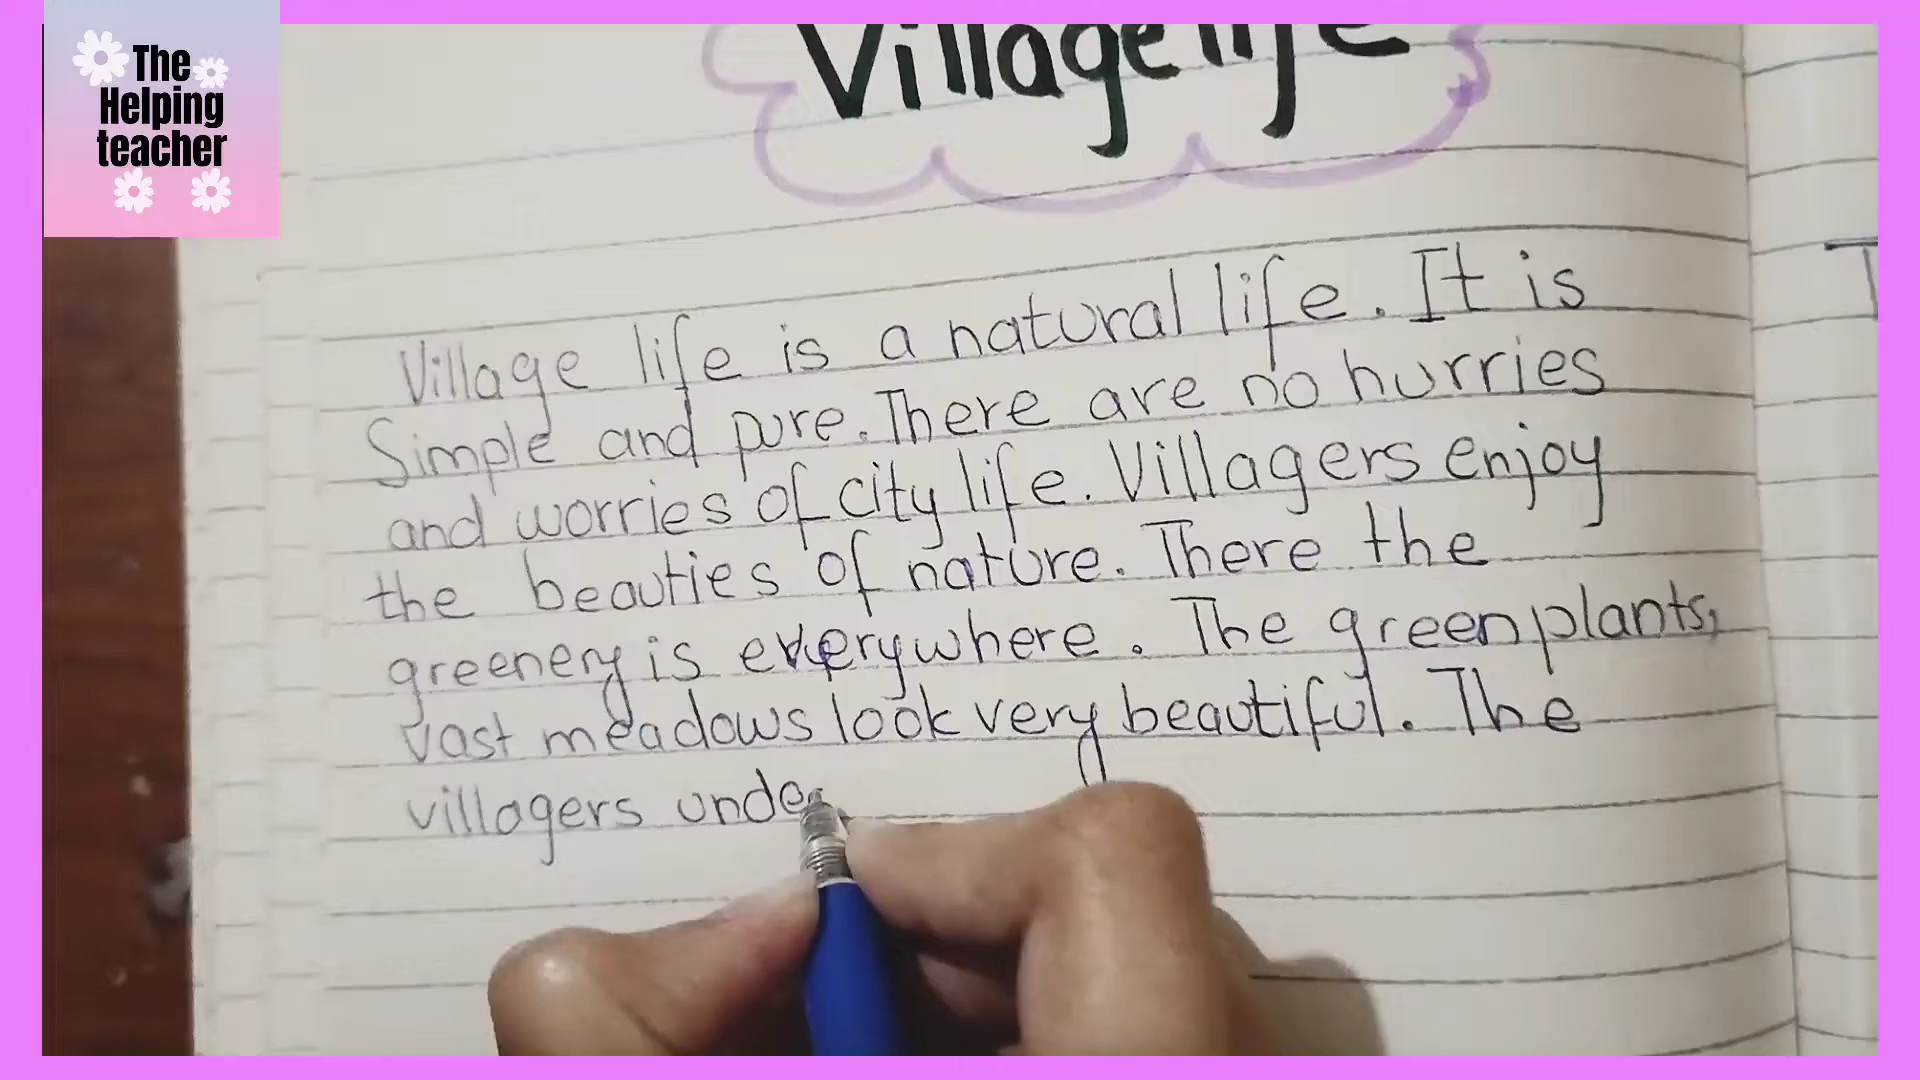 The
Helping
teacher
Village life
Village life is a natural life. It is
Simple and pure. There are no hurries
and worries of city life. Villagers enjoy
the beauties of nature. There the
greenery is everywhere. The green plants,
vast meadows look very beautiful. The
villagers unde